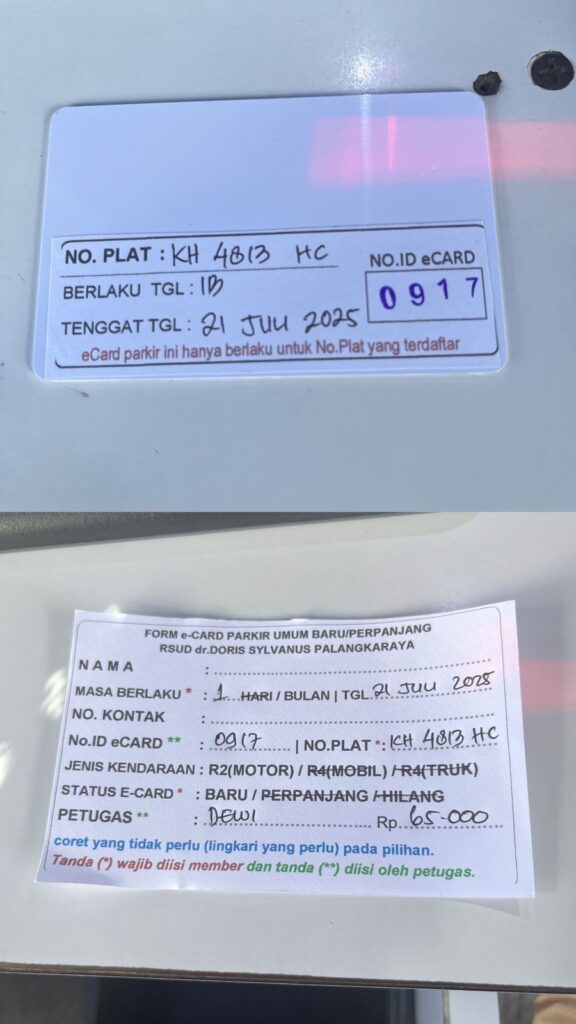 NO. PLAT : KH 4813 HC
NO.ID eCARD
BERLAKU TGL : 1B
0917
TENGGAT TGL : 21 JULI 2025
eCard parkir ini hanya berlaku untuk No.Plat yang terdaftar
FORM e-CARD PARKIR UMUM BARU/PERPANJANG
RSUD dr.DORIS SYLVANUS PALANGKARAYA
NAMA :
MASA BERLAKU * : 1 HARI / BULAN | TGL. 21 JULI 2025
NO. KONTAK :
No.ID eCARD ** : 0917 | NO.PLAT *: KH 4813 HC
JENIS KENDARAAN : R2(MOTOR) / R4(MOBIL) / R4(TRUK)
STATUS E-CARD * : BARU / PERPANJANG / HILANG
PETUGAS ** : DEWI Rp. 65.000
coret yang tidak perlu (lingkari yang perlu) pada pilihan.
Tanda (*) wajib diisi member dan tanda (**) diisi oleh petugas.